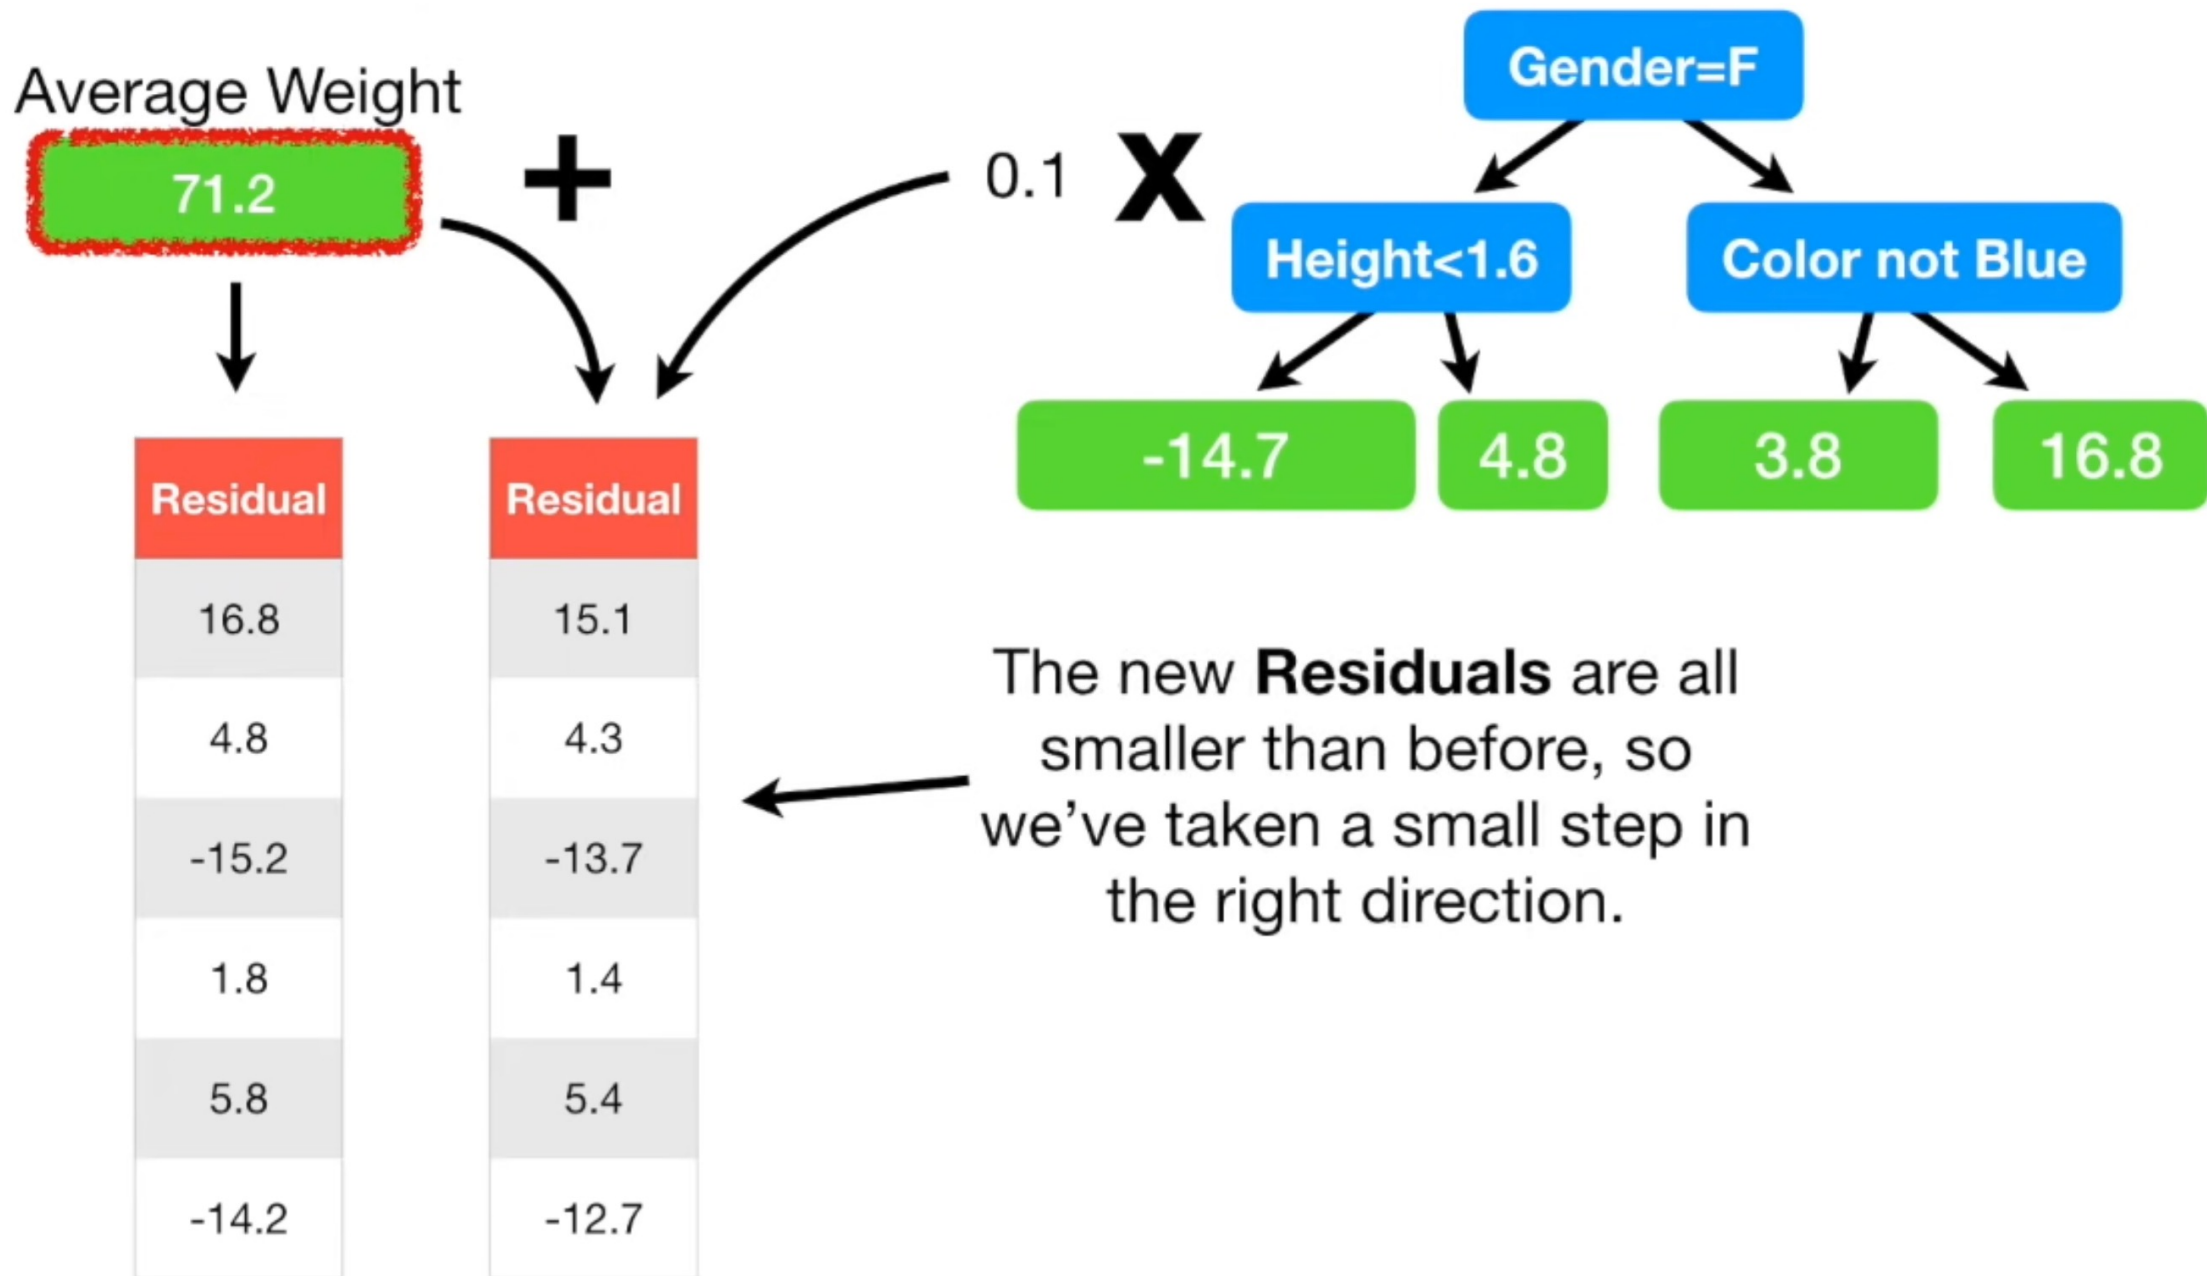 Average Weight
71.2
+
0.1
X
Gender=F
Height<1.6
Color not Blue
-14.7
4.8
3.8
16.8
Residual
16.8
4.8
-15.2
1.8
5.8
-14.2
Residual
15.1
4.3
-13.7
1.4
5.4
-12.7
The new Residuals are all
smaller than before, so
we've taken a small step in
the right direction.